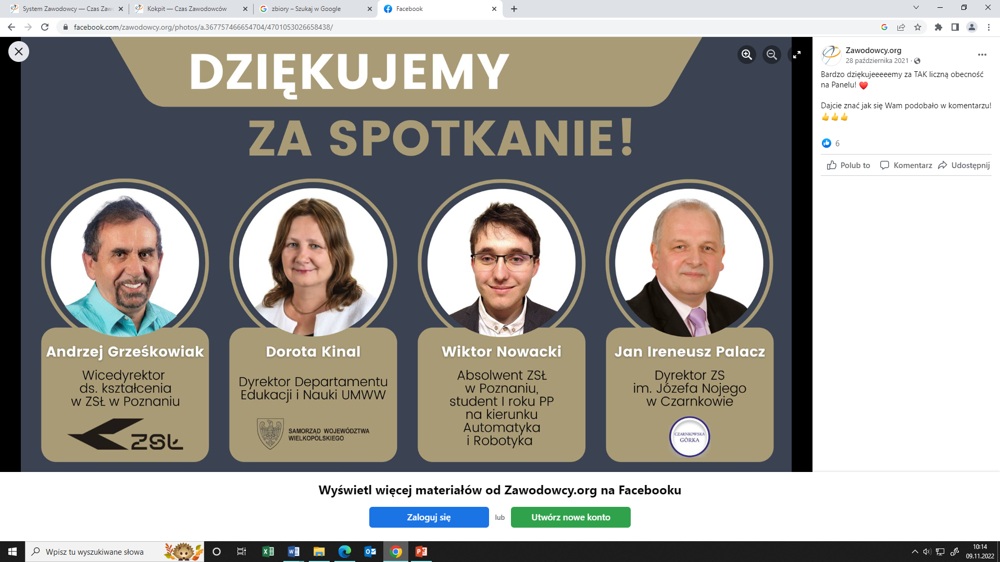 System Zawodowcy — Czas Zaw
Kokpit — Czas Zawodowców
zbiory – Szukaj w Google
Facebook
facebook.com/zawodowcy.org/photos/a.367757466654704/4701053026658438/
DZIĘKUJEMY
ZA SPOTKANIE!
Andrzej Grześkowiak
Wicedyrektor
ds. kształcenia
w ZSŁ w Poznaniu
ZSŁ
Dorota Kinal
Dyrektor Departamentu
Edukacji i Nauki UMWW
SAMORZĄD WOJEWÓDZTWA
WIELKOPOLSKIEGO
Wiktor Nowacki
Absolwent ZSŁ
w Poznaniu,
student I roku PP
na kierunku
Automatyka
i Robotyka
Jan Ireneusz Palacz
Dyrektor ZS
im. Józefa Nojego
w Czarnkowie
CZARNKOWSKA
GÓRKA
Zawodowcy.org
28 października 2021 ·
Bardzo dziękujeeeeemy za TAK liczną obecność
na Panelu! ❤️
Dajcie znać jak się Wam podobało w komentarzu!
👍👍👍
6
Polub to
Komentarz
Udostępnij
Wyświetl więcej materiałów od Zawodowcy.org na Facebooku
Zaloguj się
lub
Utwórz nowe konto
Wpisz tu wyszukiwane słowa
10:14
09.11.2022